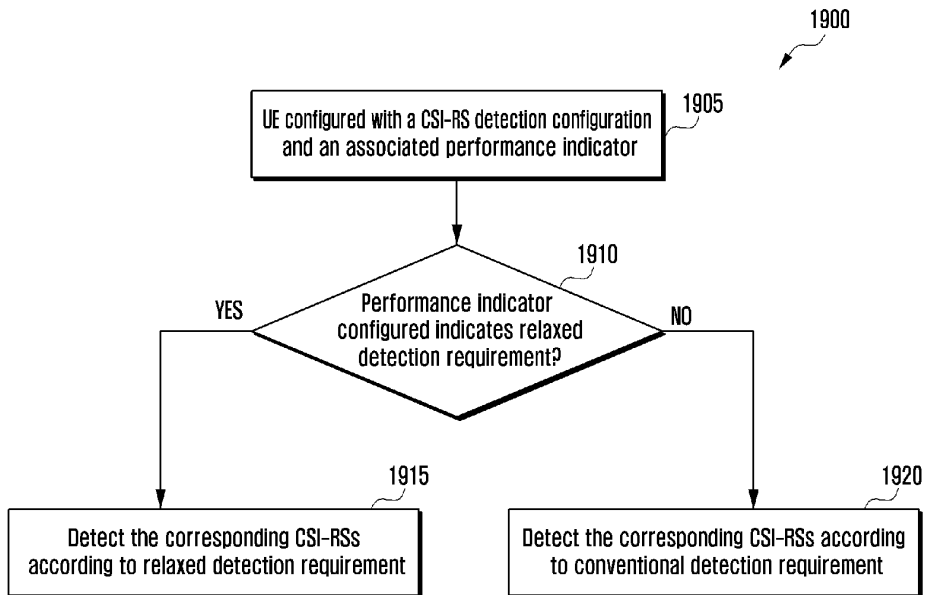 1900
UE configured with a CSI-RS detection configuration
and an associated performance indicator
1905
1910
Performance indicator
configured indicates relaxed
detection requirement?
YES
NO
1915
Detect the corresponding CSI-RSs
according to relaxed detection requirement
1920
Detect the corresponding CSI-RSs according
to conventional detection requirement